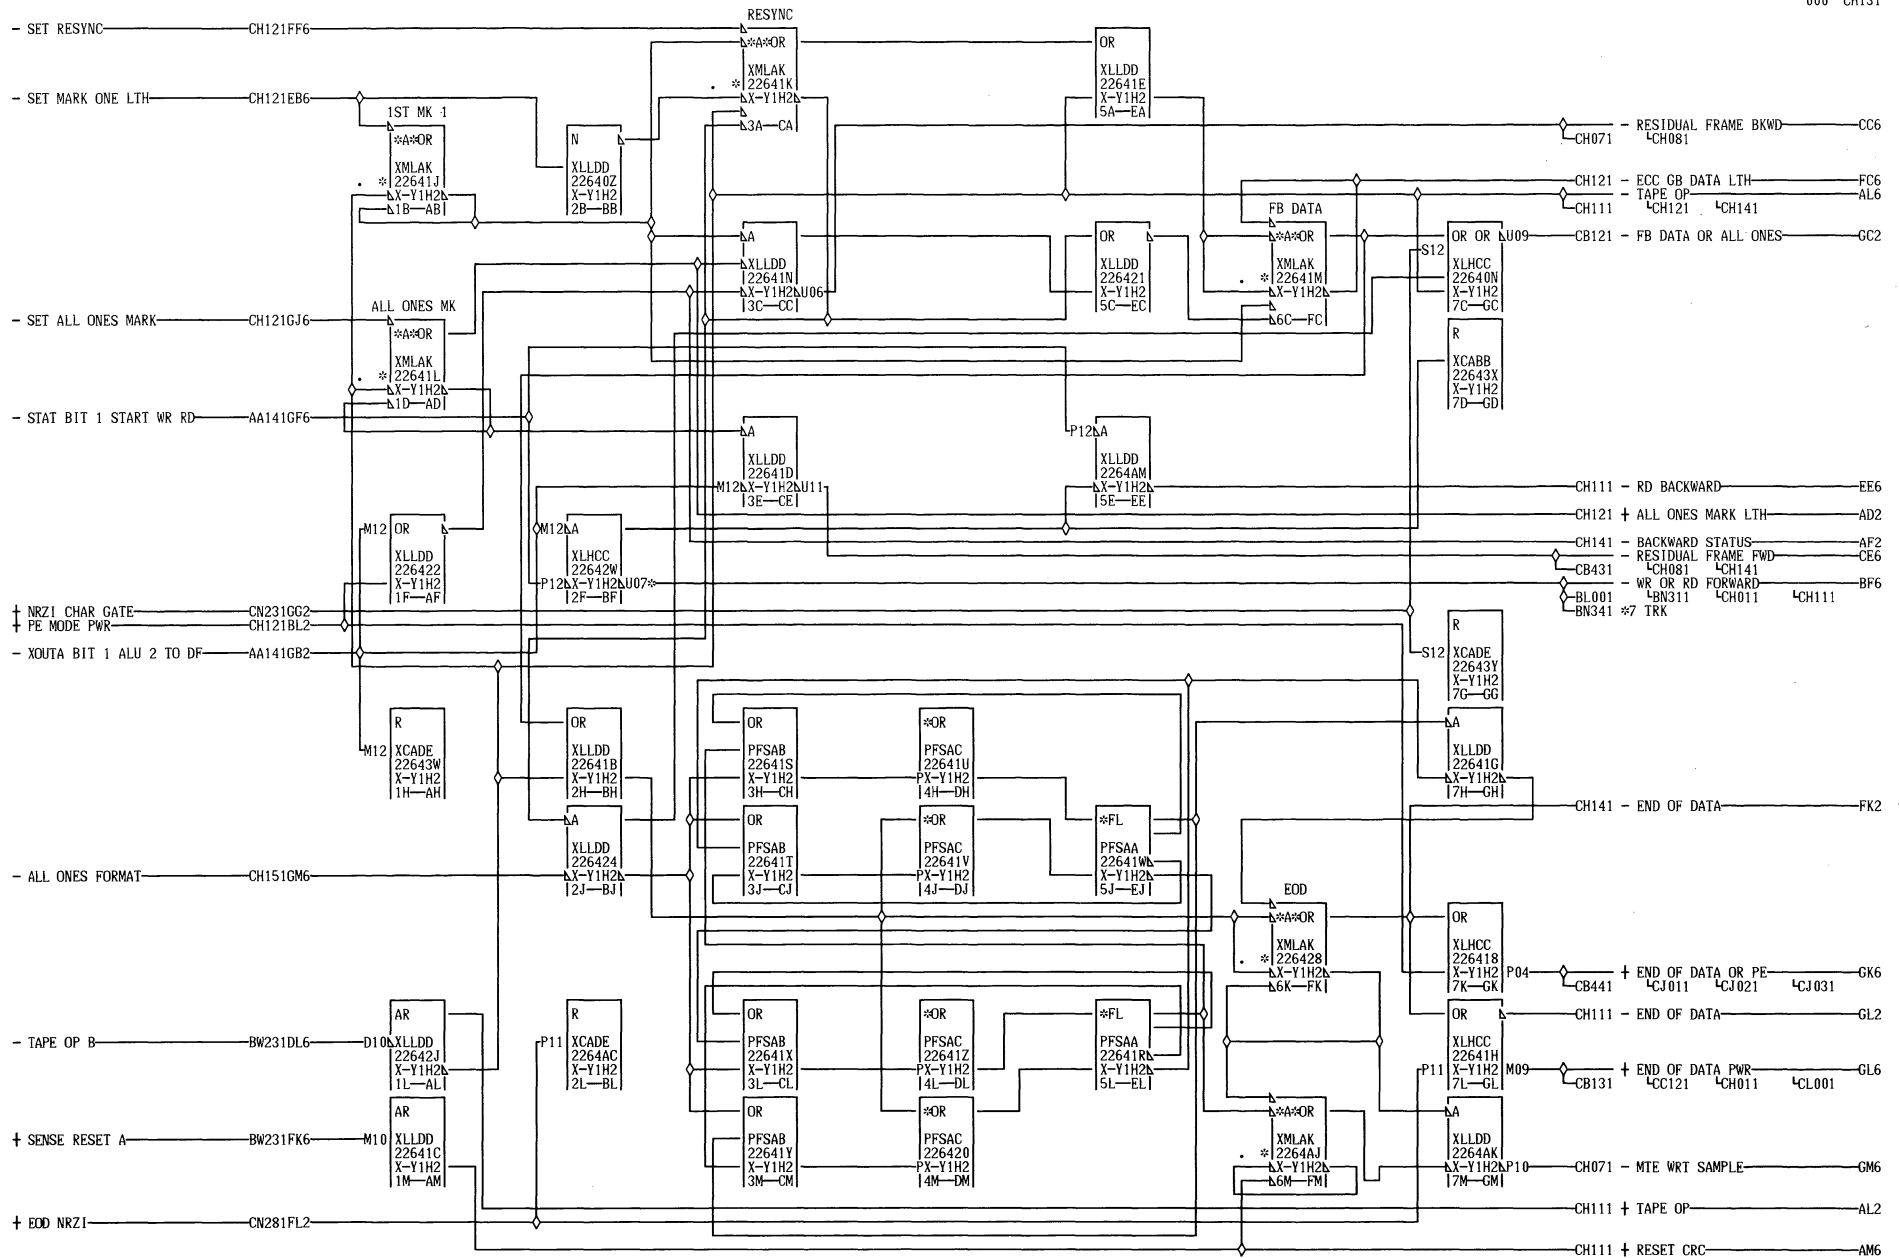 000 CH131
- SET RESYNC CH121FF6
- SET MARK ONE LTH CH121EB6
- SET ALL ONES MARK CH121GJ6
- STAT BIT 1 START WR RD AA141GF6
+ NRZI CHAR GATE CN231GG2
+ PE MODE PWR CH121BL2
- XOUTA BIT 1 ALU 2 TO DF AA141GB2
- ALL ONES FORMAT CH151GM6
- TAPE OP B BW231DL6 D10
+ SENSE RESET A BW231FK6 M10
+ EOD NRZI CN281FL2
1ST MK 1
*A*OR
XMLAK
* 22641J
X-Y1H2
1B-AB
ALL ONES MK
*A*OR
XMLAK
* 22641L
X-Y1H2
1D-AD
M12 OR
XLLDD
226422
X-Y1H2
1F-AF
R
M12 XCADE
22643W
X-Y1H2
1H-AH
AR
XLLDD
22642J
X-Y1H2
1L-AL
AR
XLLDD
22641C
X-Y1H2
1M-AM
N
XLLDD
22640Z
X-Y1H2
2B-BB
M12 A
XLHCC
22642W
P12 X-Y1H2 U07*
2F-BF
OR
XLLDD
22641B
X-Y1H2
2H-BH
A
XLLDD
226424
X-Y1H2
2J-BJ
R
P11 XCADE
2264AC
X-Y1H2
2L-BL
RESYNC
*A*OR
XMLAK
* 22641K
X-Y1H2
3A-CA
A
XLLDD
22641N
X-Y1H2 U06
3C-CC
A
XLLDD
22641D
M12 X-Y1H2 U11
3E-CE
OR
PFSAB
22641S
X-Y1H2
3H-CH
OR
PFSAB
22641T
X-Y1H2
3J-CJ
OR
PFSAB
22641X
X-Y1H2
3L-CL
OR
PFSAB
22641Y
X-Y1H2
3M-CM
*OR
PFSAC
22641U
PX-Y1H2
4H-DH
*OR
PFSAC
22641V
PX-Y1H2
4J-DJ
*OR
PFSAC
22641Z
PX-Y1H2
4L-DL
*OR
PFSAC
226420
PX-Y1H2
4M-DM
OR
XLLDD
22641E
X-Y1H2
5A-EA
OR
XLLDD
226421
X-Y1H2
5C-EC
P12 A
XLLDD
2264AM
X-Y1H2
5E-EE
*FL
PFSAA
22641W
X-Y1H2
5J-EJ
*FL
PFSAA
22641R
X-Y1H2
5L-EL
FB DATA
*A*OR
XMLAK
* 22641M
X-Y1H2
6C-FC
EOD
*A*OR
XMLAK
* 226428
X-Y1H2
6K-FK
*A*OR
XMLAK
* 2264AJ
X-Y1H2
6M-FM
OR OR U09
S12
XLHCC
22640N
X-Y1H2
7C-GC
R
XCABB
22643X
X-Y1H2
7D-GD
R
S12 XCADE
22643Y
X-Y1H2
7G-GG
A
XLLDD
22641G
X-Y1H2
7H-GH
OR
XLHCC
226418
X-Y1H2 P04
7K-GK
OR
XLHCC
22641H
P11 X-Y1H2 M09
7L-GL
A
XLLDD
2264AK
X-Y1H2 P10
7M-GM
- RESIDUAL FRAME BKWD CC6
CH071 CH081
CH121 - ECC GB DATA LTH FC6
- TAPE OP AL6
CH111 CH121 CH141
CB121 - FB DATA OR ALL ONES GC2
CH111 - RD BACKWARD EE6
CH121 + ALL ONES MARK LTH AD2
CH141 - BACKWARD STATUS AF2
- RESIDUAL FRAME FWD CE6
CB431 CH081 CH141
- WR OR RD FORWARD BF6
BL001 BN311 CH011 CH111
BN341 *7 TRK
CH141 - END OF DATA FK2
+ END OF DATA OR PE GK6
CB441 CJ011 CJ021 CJ031
CH111 - END OF DATA GL2
+ END OF DATA PWR GL6
CB131 CC121 CH011 CL001
CH071 - MTE WRT SAMPLE GM6
CH111 + TAPE OP AL2
CH111 + RESET CRC AM6